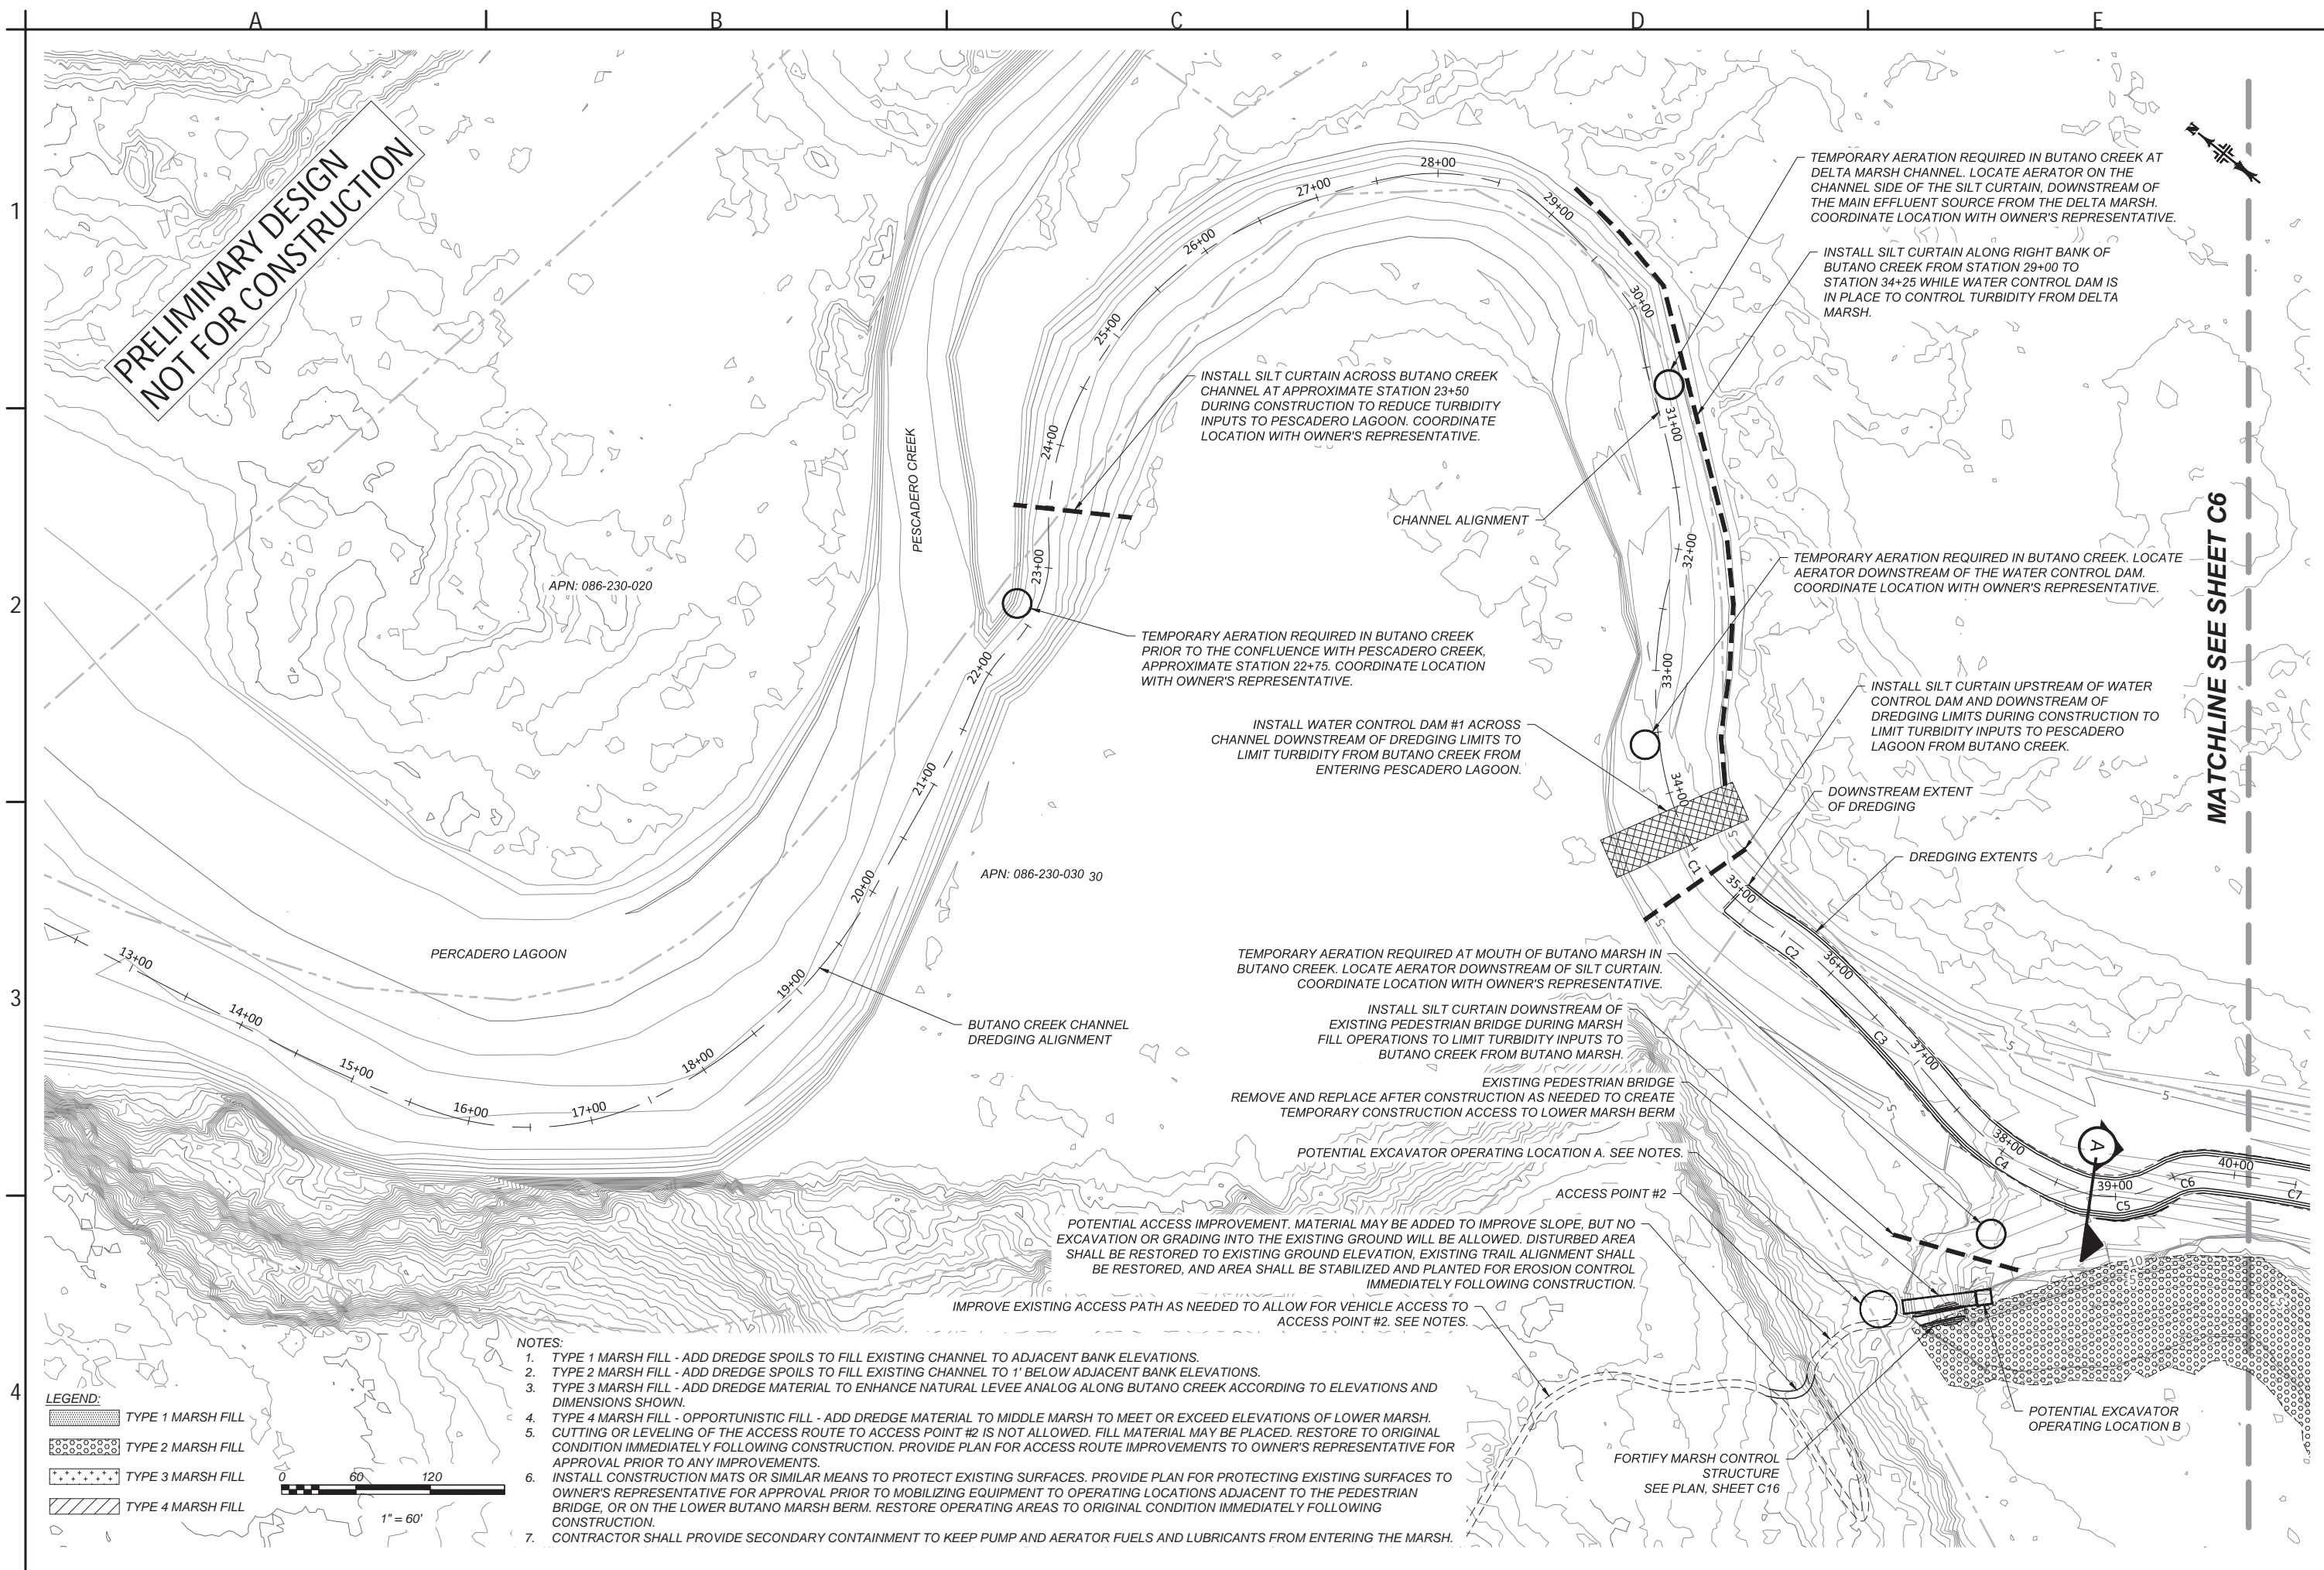 A
B
C
D
E
1
2
3
4
PRELIMINARY DESIGN
NOT FOR CONSTRUCTION
N
TEMPORARY AERATION REQUIRED IN BUTANO CREEK AT
DELTA MARSH CHANNEL. LOCATE AERATOR ON THE
CHANNEL SIDE OF THE SILT CURTAIN, DOWNSTREAM OF
THE MAIN EFFLUENT SOURCE FROM THE DELTA MARSH.
COORDINATE LOCATION WITH OWNER'S REPRESENTATIVE.
INSTALL SILT CURTAIN ALONG RIGHT BANK OF
BUTANO CREEK FROM STATION 29+00 TO
STATION 34+25 WHILE WATER CONTROL DAM IS
IN PLACE TO CONTROL TURBIDITY FROM DELTA
MARSH.
INSTALL SILT CURTAIN ACROSS BUTANO CREEK
CHANNEL AT APPROXIMATE STATION 23+50
DURING CONSTRUCTION TO REDUCE TURBIDITY
INPUTS TO PESCADERO LAGOON. COORDINATE
LOCATION WITH OWNER'S REPRESENTATIVE.
CHANNEL ALIGNMENT
PESCADERO CREEK
MATCHLINE SEE SHEET C6
TEMPORARY AERATION REQUIRED IN BUTANO CREEK. LOCATE
AERATOR DOWNSTREAM OF THE WATER CONTROL DAM.
COORDINATE LOCATION WITH OWNER'S REPRESENTATIVE.
APN: 086-230-020
TEMPORARY AERATION REQUIRED IN BUTANO CREEK
PRIOR TO THE CONFLUENCE WITH PESCADERO CREEK,
APPROXIMATE STATION 22+75. COORDINATE LOCATION
WITH OWNER'S REPRESENTATIVE.
INSTALL SILT CURTAIN UPSTREAM OF WATER
CONTROL DAM AND DOWNSTREAM OF
DREDGING LIMITS DURING CONSTRUCTION TO
LIMIT TURBIDITY INPUTS TO PESCADERO
LAGOON FROM BUTANO CREEK.
INSTALL WATER CONTROL DAM #1 ACROSS
CHANNEL DOWNSTREAM OF DREDGING LIMITS TO
LIMIT TURBIDITY FROM BUTANO CREEK FROM
ENTERING PESCADERO LAGOON.
DOWNSTREAM EXTENT
OF DREDGING
DREDGING EXTENTS
APN: 086-230-030 30
PERCADERO LAGOON
TEMPORARY AERATION REQUIRED AT MOUTH OF BUTANO MARSH IN
BUTANO CREEK. LOCATE AERATOR DOWNSTREAM OF SILT CURTAIN.
COORDINATE LOCATION WITH OWNER'S REPRESENTATIVE.
INSTALL SILT CURTAIN DOWNSTREAM OF
EXISTING PEDESTRIAN BRIDGE DURING MARSH
FILL OPERATIONS TO LIMIT TURBIDITY INPUTS TO
BUTANO CREEK FROM BUTANO MARSH.
BUTANO CREEK CHANNEL
DREDGING ALIGNMENT
EXISTING PEDESTRIAN BRIDGE
REMOVE AND REPLACE AFTER CONSTRUCTION AS NEEDED TO CREATE
TEMPORARY CONSTRUCTION ACCESS TO LOWER MARSH BERM
POTENTIAL EXCAVATOR OPERATING LOCATION A. SEE NOTES.
ACCESS POINT #2
POTENTIAL ACCESS IMPROVEMENT. MATERIAL MAY BE ADDED TO IMPROVE SLOPE, BUT NO
EXCAVATION OR GRADING INTO THE EXISTING GROUND WILL BE ALLOWED. DISTURBED AREA
SHALL BE RESTORED TO EXISTING GROUND ELEVATION, EXISTING TRAIL ALIGNMENT SHALL
BE RESTORED, AND AREA SHALL BE STABILIZED AND PLANTED FOR EROSION CONTROL
IMMEDIATELY FOLLOWING CONSTRUCTION.
IMPROVE EXISTING ACCESS PATH AS NEEDED TO ALLOW FOR VEHICLE ACCESS TO
ACCESS POINT #2. SEE NOTES.
POTENTIAL EXCAVATOR
OPERATING LOCATION B
FORTIFY MARSH CONTROL
STRUCTURE
SEE PLAN, SHEET C16
13+00
14+00
15+00
16+00
17+00
18+00
19+00
20+00
21+00
22+00
23+00
24+00
25+00
26+00
27+00
28+00
29+00
30+00
31+00
32+00
33+00
34+00
35+00
36+00
37+00
38+00
39+00
40+00
C1
C2
C3
C4
C5
C6
C7
A
5
5
5
5
5
5
10
NOTES:
1. TYPE 1 MARSH FILL - ADD DREDGE SPOILS TO FILL EXISTING CHANNEL TO ADJACENT BANK ELEVATIONS.
2. TYPE 2 MARSH FILL - ADD DREDGE SPOILS TO FILL EXISTING CHANNEL TO 1' BELOW ADJACENT BANK ELEVATIONS.
3. TYPE 3 MARSH FILL - ADD DREDGE MATERIAL TO ENHANCE NATURAL LEVEE ANALOG ALONG BUTANO CREEK ACCORDING TO ELEVATIONS AND
DIMENSIONS SHOWN.
4. TYPE 4 MARSH FILL - OPPORTUNISTIC FILL - ADD DREDGE MATERIAL TO MIDDLE MARSH TO MEET OR EXCEED ELEVATIONS OF LOWER MARSH.
5. CUTTING OR LEVELING OF THE ACCESS ROUTE TO ACCESS POINT #2 IS NOT ALLOWED. FILL MATERIAL MAY BE PLACED. RESTORE TO ORIGINAL
CONDITION IMMEDIATELY FOLLOWING CONSTRUCTION. PROVIDE PLAN FOR ACCESS ROUTE IMPROVEMENTS TO OWNER'S REPRESENTATIVE FOR
APPROVAL PRIOR TO ANY IMPROVEMENTS.
6. INSTALL CONSTRUCTION MATS OR SIMILAR MEANS TO PROTECT EXISTING SURFACES. PROVIDE PLAN FOR PROTECTING EXISTING SURFACES TO
OWNER'S REPRESENTATIVE FOR APPROVAL PRIOR TO MOBILIZING EQUIPMENT TO OPERATING LOCATIONS ADJACENT TO THE PEDESTRIAN
BRIDGE, OR ON THE LOWER BUTANO MARSH BERM. RESTORE OPERATING AREAS TO ORIGINAL CONDITION IMMEDIATELY FOLLOWING
CONSTRUCTION.
7. CONTRACTOR SHALL PROVIDE SECONDARY CONTAINMENT TO KEEP PUMP AND AERATOR FUELS AND LUBRICANTS FROM ENTERING THE MARSH.
LEGEND:
TYPE 1 MARSH FILL
TYPE 2 MARSH FILL
TYPE 3 MARSH FILL
TYPE 4 MARSH FILL
0 60 120
1" = 60'